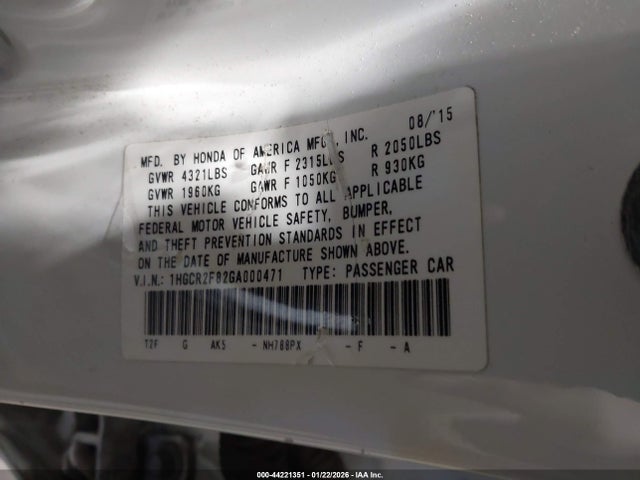 08/'15
MFD. BY HONDA OF AMERICA MFG., INC.
GVWR 4321LBS GAWR F 2315LBS R 2050LBS
GVWR 1960KG GAWR F 1050KG R 930KG
THIS VEHICLE CONFORMS TO ALL APPLICABLE
FEDERAL MOTOR VEHICLE SAFETY, BUMPER,
AND THEFT PREVENTION STANDARDS IN EFFECT
ON THE DATE OF MANUFACTURE SHOWN ABOVE.
V.I.N.: 1HGCR2F82GA000471 TYPE: PASSENGER CAR
T2F G AK5 - NH788PX - F - A
000-44221351 | 01/22/2026 | IAA Inc.